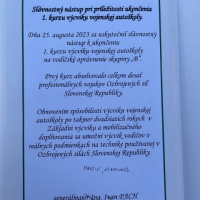 Slávnostný nástup pri príležitosti ukončenia
1. kurzu výcviku vojenskej autoškoly.
Dňa 25. augusta 2023 sa uskutočnil slávnostný
nástup k ukončeniu
1. kurzu výcviku vojenskej autoškoly
na vodičské oprávnenie skupiny „B“.
Prvý kurz absolvovalo celkom desať
profesionálnych vojakov Ozbrojených síl
Slovenskej Republiky.
Obnovením spôsobilosti výcviku vojenskej
autoškoly po takmer dvadsiatich rokoch v
Základni výcviku a mobilizačného
doplňovania sa umožní výcvik vodičov v
reálnych podmienkach na technike používanej v
Ozbrojených silách Slovenskej Republiky.
Ivan PACH